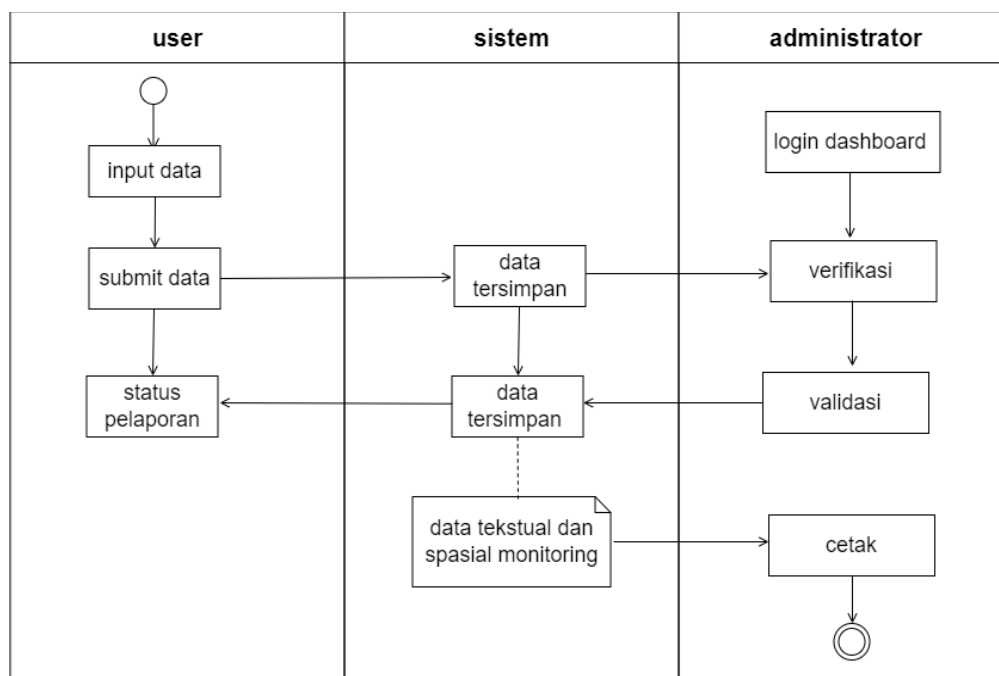 user
sistem
administrator
input data
login dashboard
submit data
data
tersimpan
verifikasi
status
pelaporan
data
tersimpan
validasi
data tekstual dan
spasial monitoring
cetak